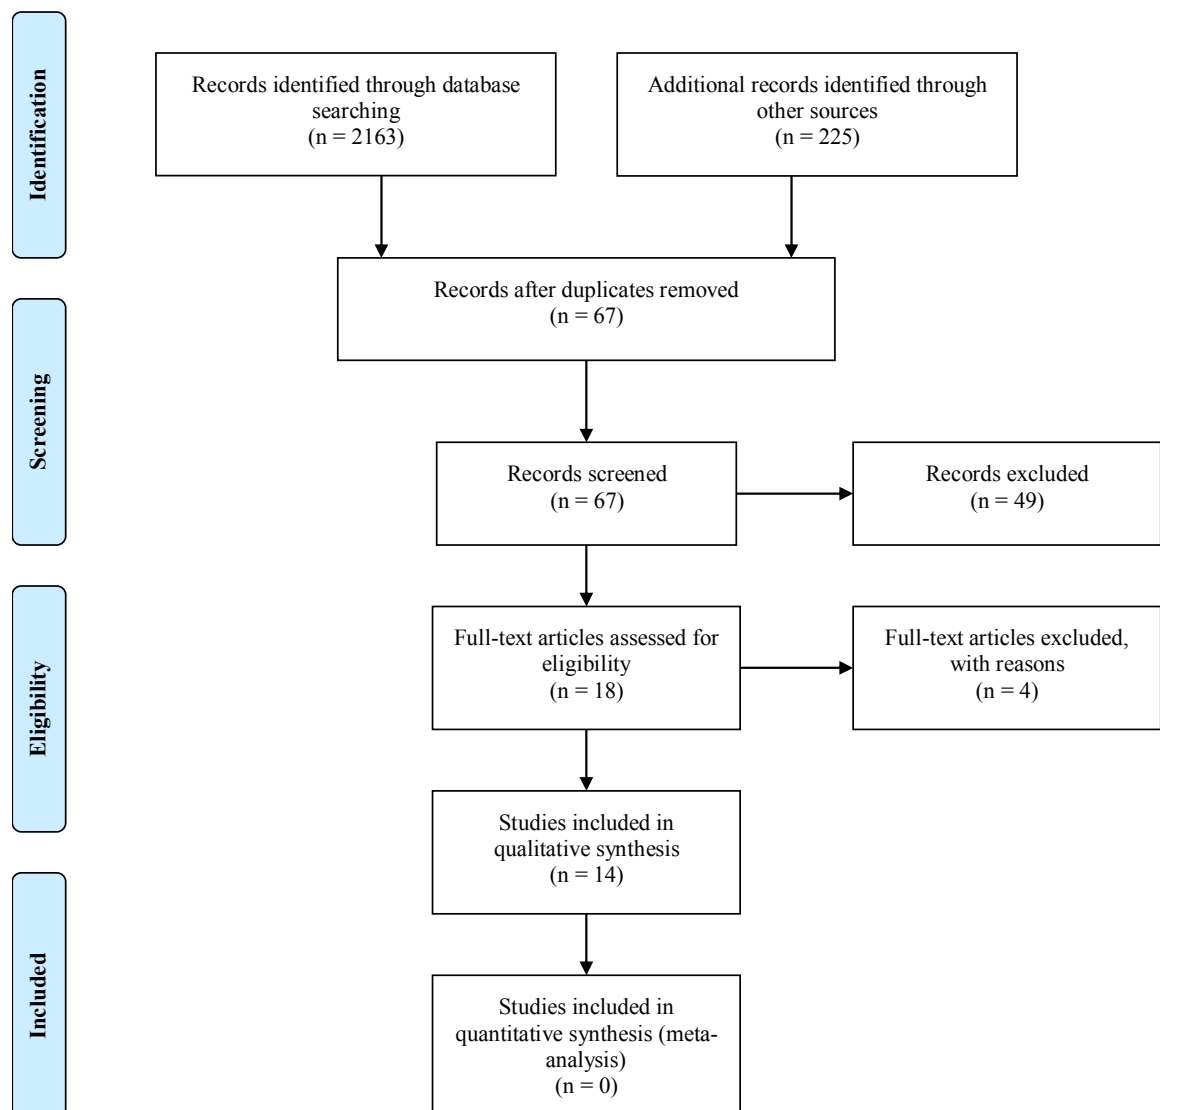 Identification
Records identified through database
searching
(n = 2163)
Additional records identified through
other sources
(n = 225)
Records after duplicates removed
(n = 67)
Screening
Records screened
(n = 67)
Records excluded
(n = 49)
Eligibility
Full-text articles assessed for
eligibility
(n = 18)
Full-text articles excluded,
with reasons
(n = 4)
Studies included in
qualitative synthesis
(n = 14)
Included
Studies included in
quantitative synthesis (meta-
analysis)
(n = 0)